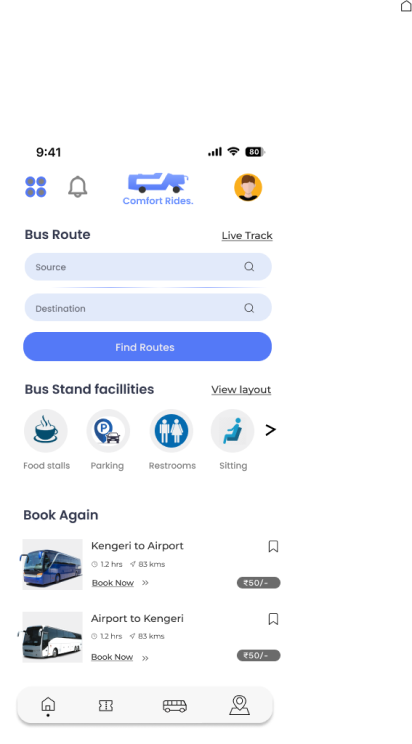 9:41
80
Comfort Rides.
Bus Route
Live Track
Source
Destination
Find Routes
Bus Stand facillities
View layout
P
>
Food stalls
Parking
Restrooms
Sitting
Book Again
Kengeri to Airport
1.2 hrs 83 kms
Book Now >>
₹50/-
Airport to Kengeri
1.2 hrs 83 kms
Book Now >>
₹50/-